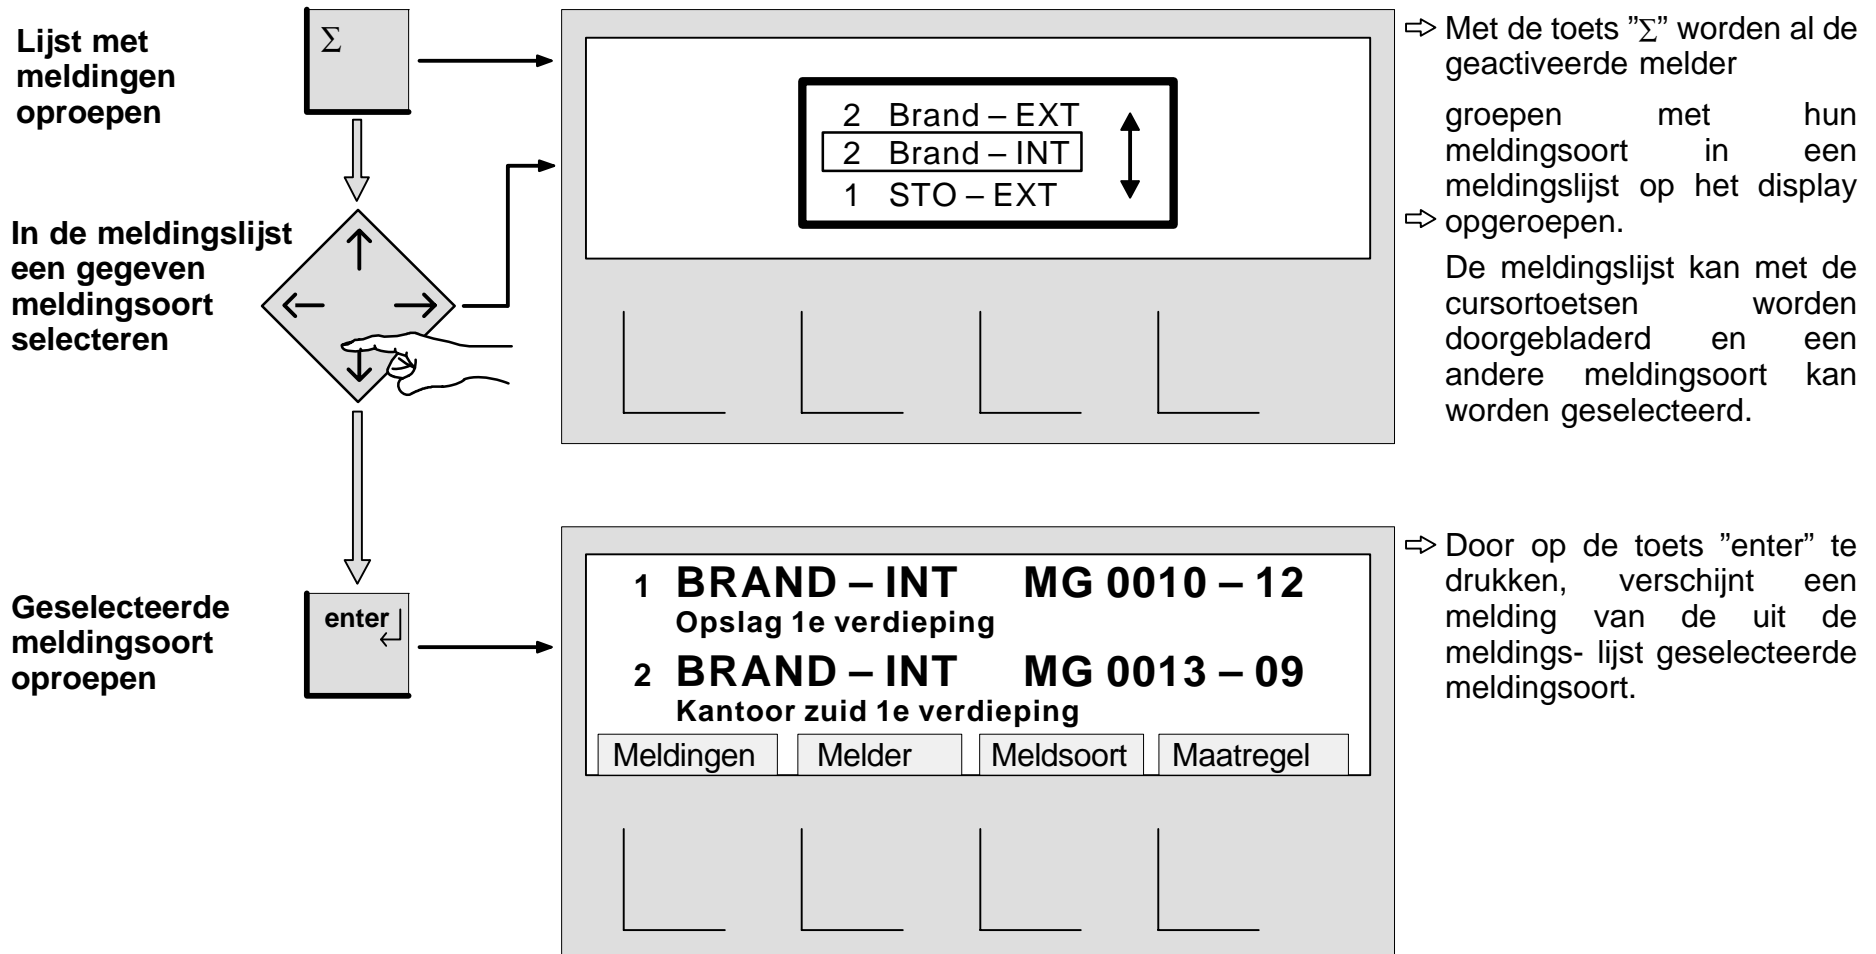 Lijst met
meldingen
oproepen
Σ
2 Brand – EXT
2 Brand – INT
1 STO – EXT
⇨ Met de toets ”Σ” worden al de
geactiveerde melder
groepen met hun
meldingsoort in een
meldingslijst op het display
⇨ opgeroepen.
De meldingslijst kan met de
cursortoetsen worden
doorgebladerd en een
andere meldingsoort kan
worden geselecteerd.
In de meldingslijst
een gegeven
meldingsoort
selecteren
Geselecteerde
meldingsoort
oproepen
enter
1 BRAND – INT MG 0010 – 12
Opslag 1e verdieping
2 BRAND – INT MG 0013 – 09
Kantoor zuid 1e verdieping
Meldingen Melder Meldsoort Maatregel
⇨ Door op de toets ”enter” te
drukken, verschijnt een
melding van de uit de
meldings- lijst geselecteerde
meldingsoort.